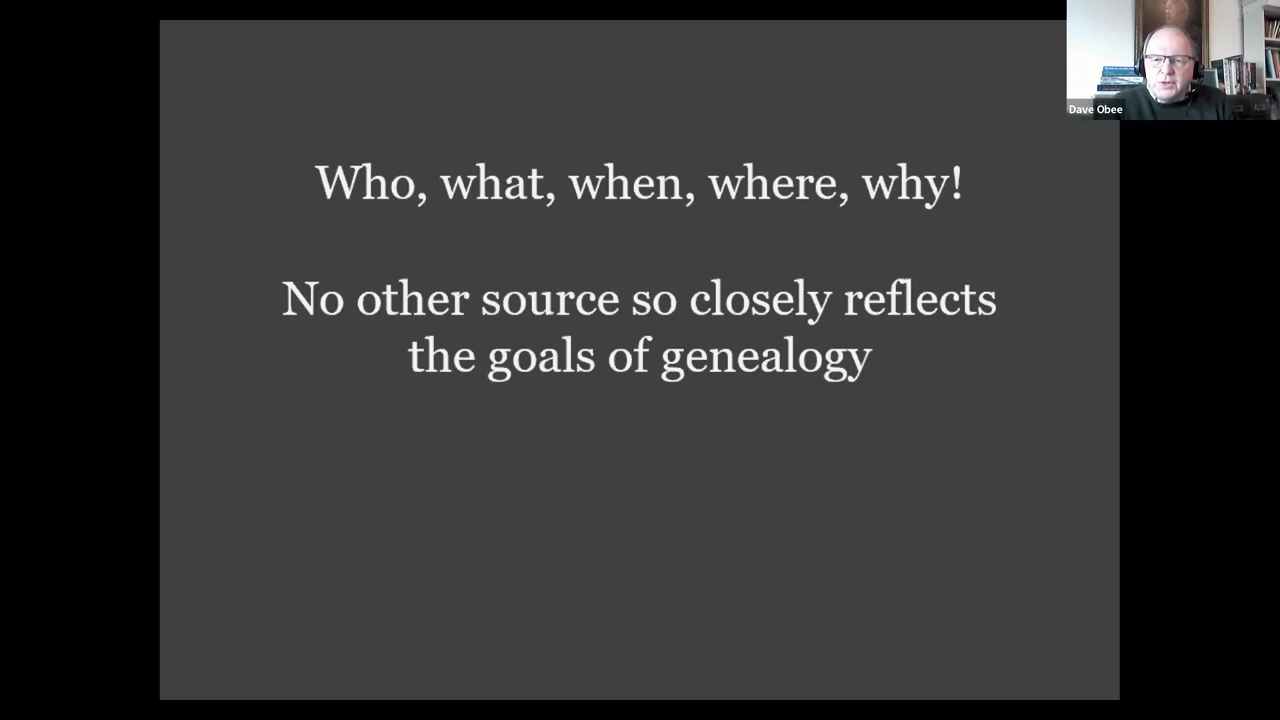 Dave Obee
Who, what, when, where, why!
No other source so closely reflects
the goals of genealogy